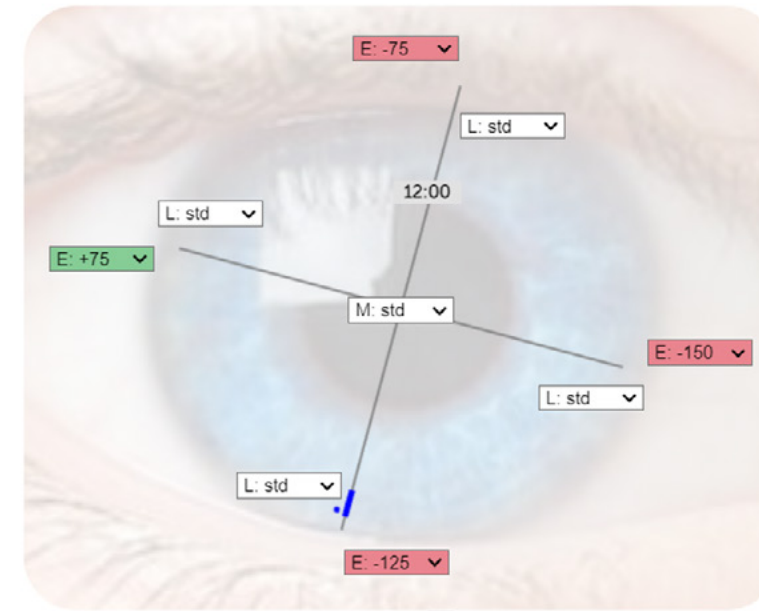 E: -75
L: std
12:00
L: std
E: +75
M: std
E: -150
L: std
L: std
E: -125